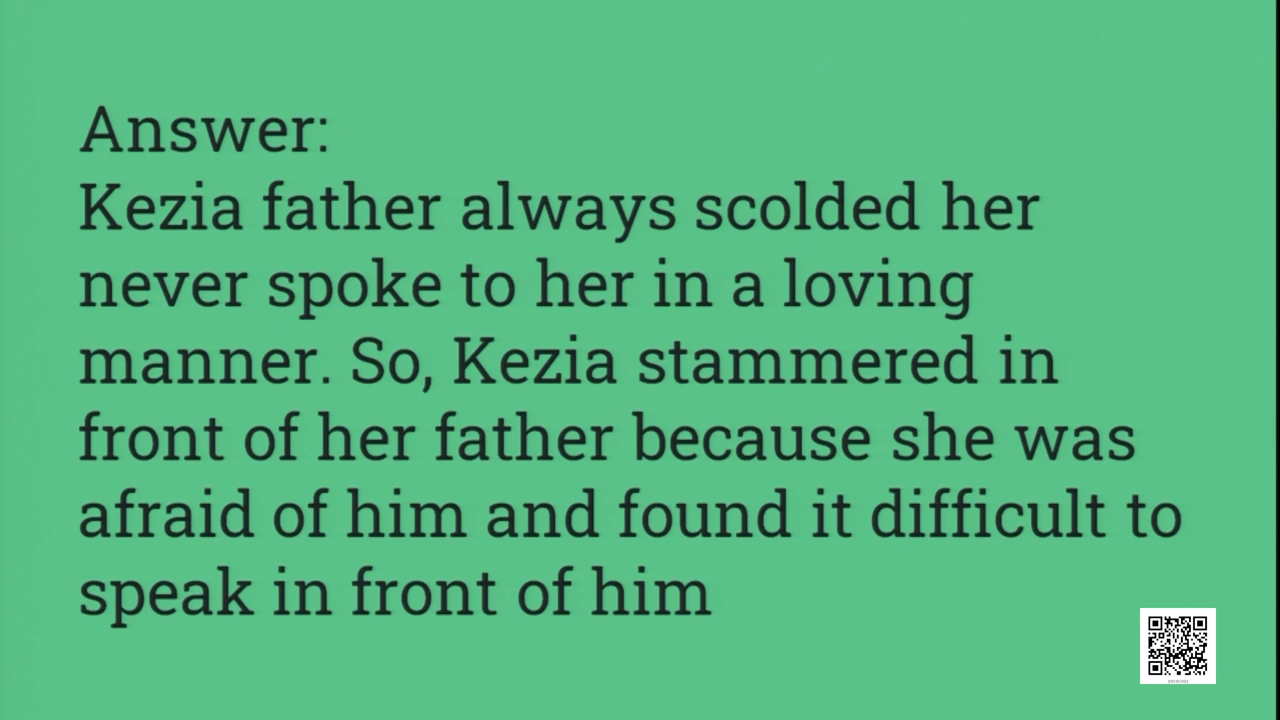 Answer:
Kezia father always scolded her
never spoke to her in a loving
manner. So, Kezia stammered in
front of her father because she was
afraid of him and found it difficult to
speak in front of him